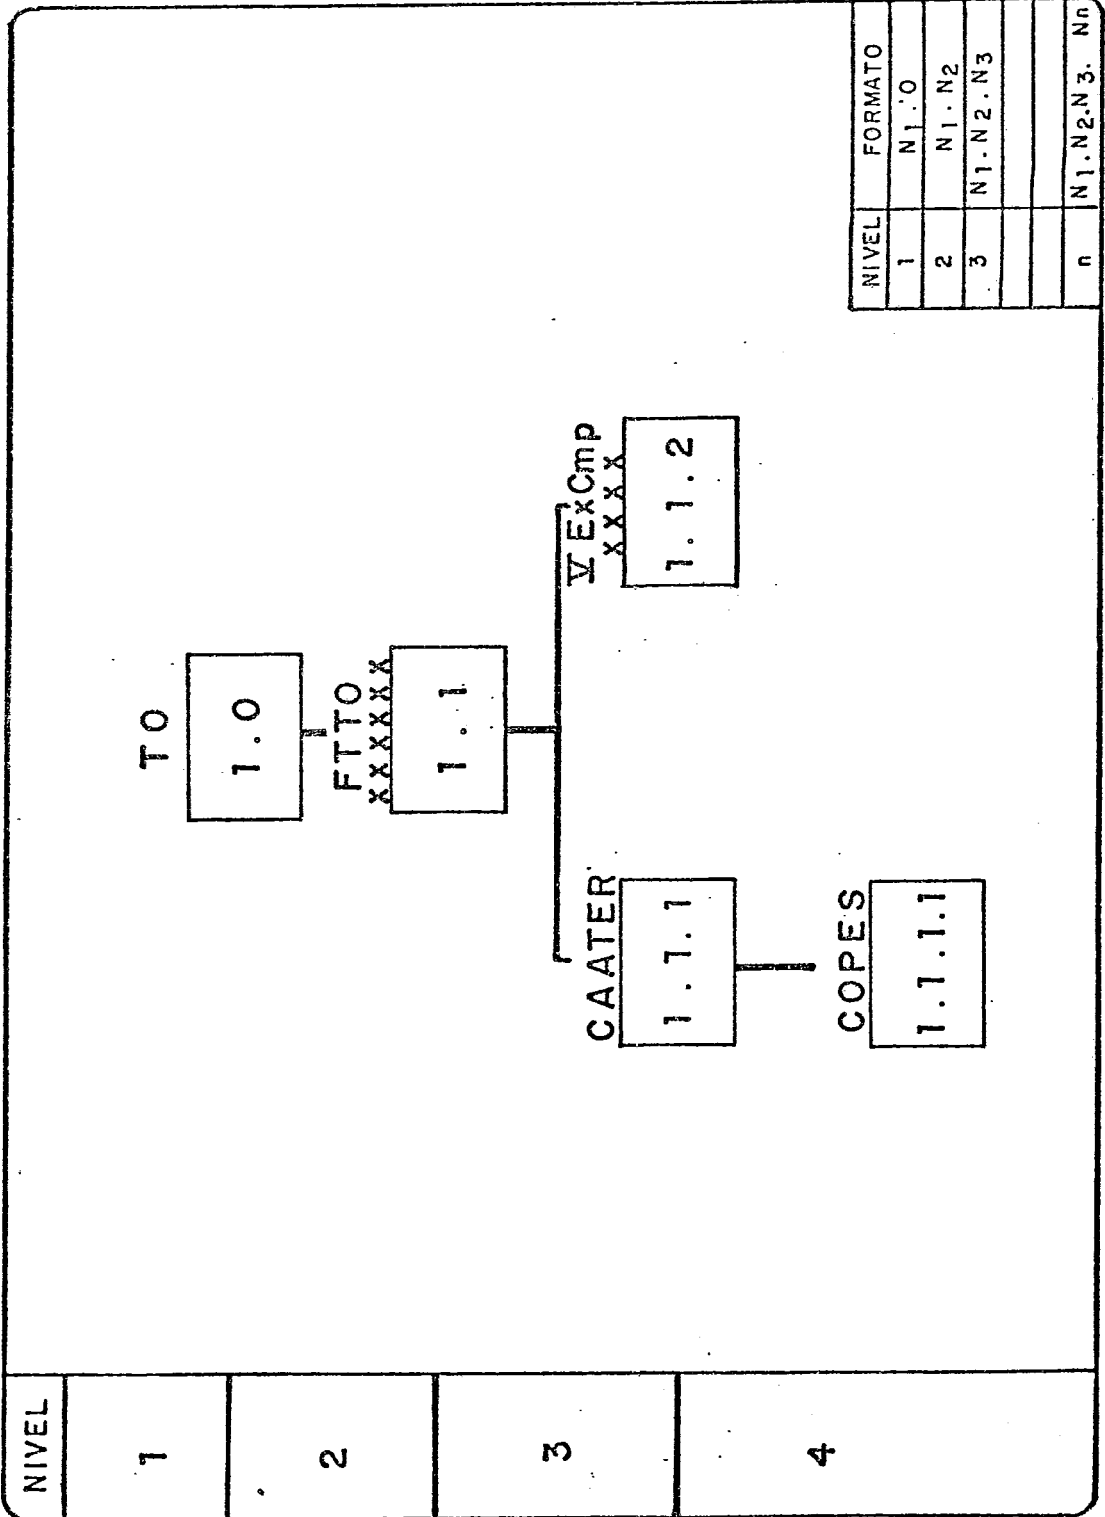 NIVEL
1
2
3
4
TO
1.0
FTTO
XXXXXX
1.1
CAATER
1.1.1
V ExCmp
XXXX
1.1.2
COPES
1.1.1.1
NIVEL FORMATO
1 N1.0
2 N1.N2
3 N1.N2.N3
n N1.N2.N3. Nn